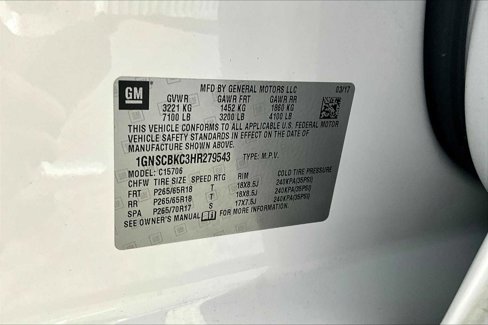 GM
MFD BY GENERAL MOTORS LLC 03/17
GVWR GAWR FRT GAWR RR
3221 KG 1452 KG 1860 KG
7100 LB 3200 LB 4100 LB
THIS VEHICLE CONFORMS TO ALL APPLICABLE U.S. FEDERAL MOTOR
VEHICLE SAFETY STANDARDS IN EFFECT ON THE DATE OF
MANUFACTURE SHOWN ABOVE.
1GNSCBKC3HR279543 TYPE: M.P.V.
MODEL: C15706
CHFW TIRE SIZE SPEED RTG RIM COLD TIRE PRESSURE
FRT P265/65R18 T 18X8.5J 240KPA(35PSI)
RR P265/65R18 T 18X8.5J 240KPA(35PSI)
SPA P265/70R17 S 17X7.5J 240KPA(35PSI)
SEE OWNER'S MANUAL FOR MORE INFORMATION.